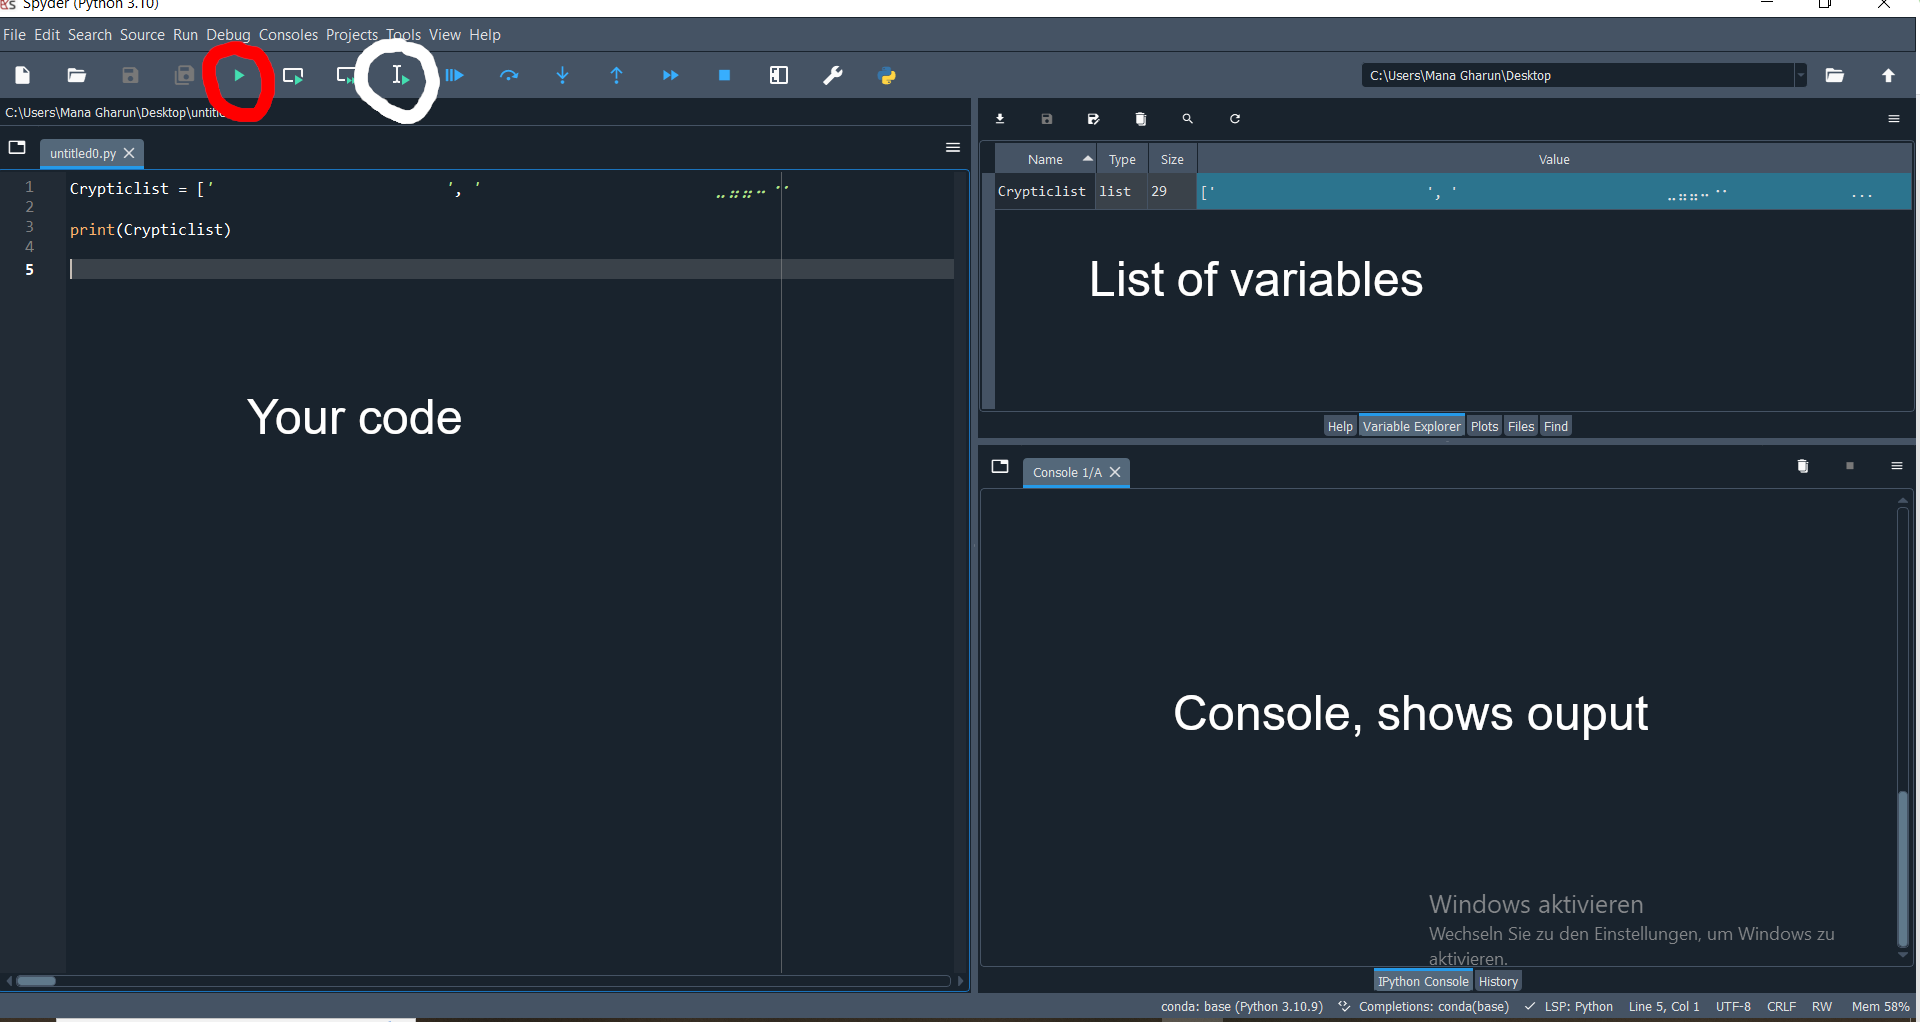 Spyder (Python 3.10)
File Edit Search Source Run Debug Consoles Projects Tools View Help
C:\Users\Mana Gharun\Desktop
C:\Users\Mana Gharun\Desktop\untitl
untitled0.py
Name Type Size Value
1 Crypticlist = [' ', ' ⣀⣤⣤⠤ ⠈⠁
Crypticlist list 29 [' ', ' ⣀⣤⣤⠤ ⠈⠁ ...
2
3 print(Crypticlist)
4
5
List of variables
Your code
Help Variable Explorer Plots Files Find
Console 1/A
Console, shows ouput
Windows aktivieren
Wechseln Sie zu den Einstellungen, um Windows zu
aktivieren.
IPython Console History
conda: base (Python 3.10.9) Completions: conda(base) LSP: Python Line 5, Col 1 UTF-8 CRLF RW Mem 58%